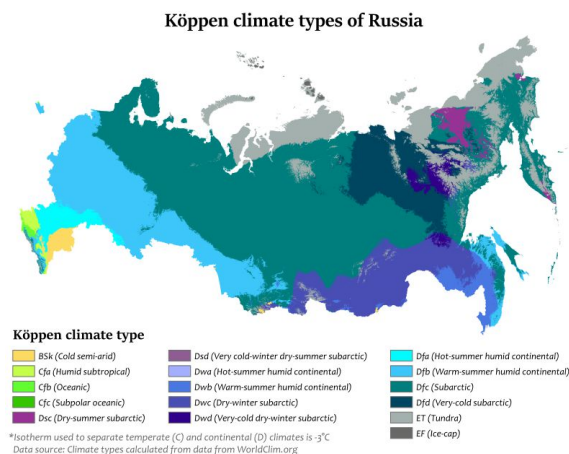 Köppen climate types of Russia
Köppen climate type
BSk (Cold semi-arid)
Cfa (Humid subtropical)
Cfb (Oceanic)
Cfc (Subpolar oceanic)
Dsc (Dry-summer subarctic)
Dsd (Very cold-winter dry-summer subarctic)
Dwa (Hot-summer humid continental)
Dwb (Warm-summer humid continental)
Dwc (Dry-winter subarctic)
Dwd (Very-cold dry-winter subarctic)
Dfa (Hot-summer humid continental)
Dfb (Warm-summer humid continental)
Dfc (Subarctic)
Dfd (Very-cold subarctic)
ET (Tundra)
EF (Ice-cap)
*Isotherm used to separate temperate (C) and continental (D) climates is -3°C
Data source: Climate types calculated from data from WorldClim.org